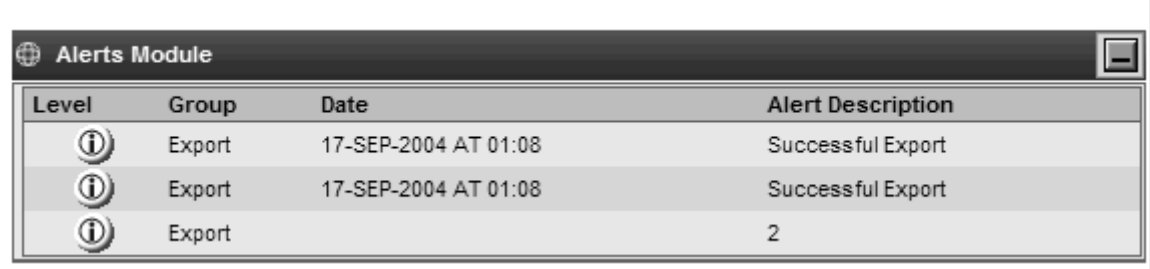 Alerts Module
Level Group Date Alert Description
Export 17-SEP-2004 AT 01:08 Successful Export
Export 17-SEP-2004 AT 01:08 Successful Export
Export 2